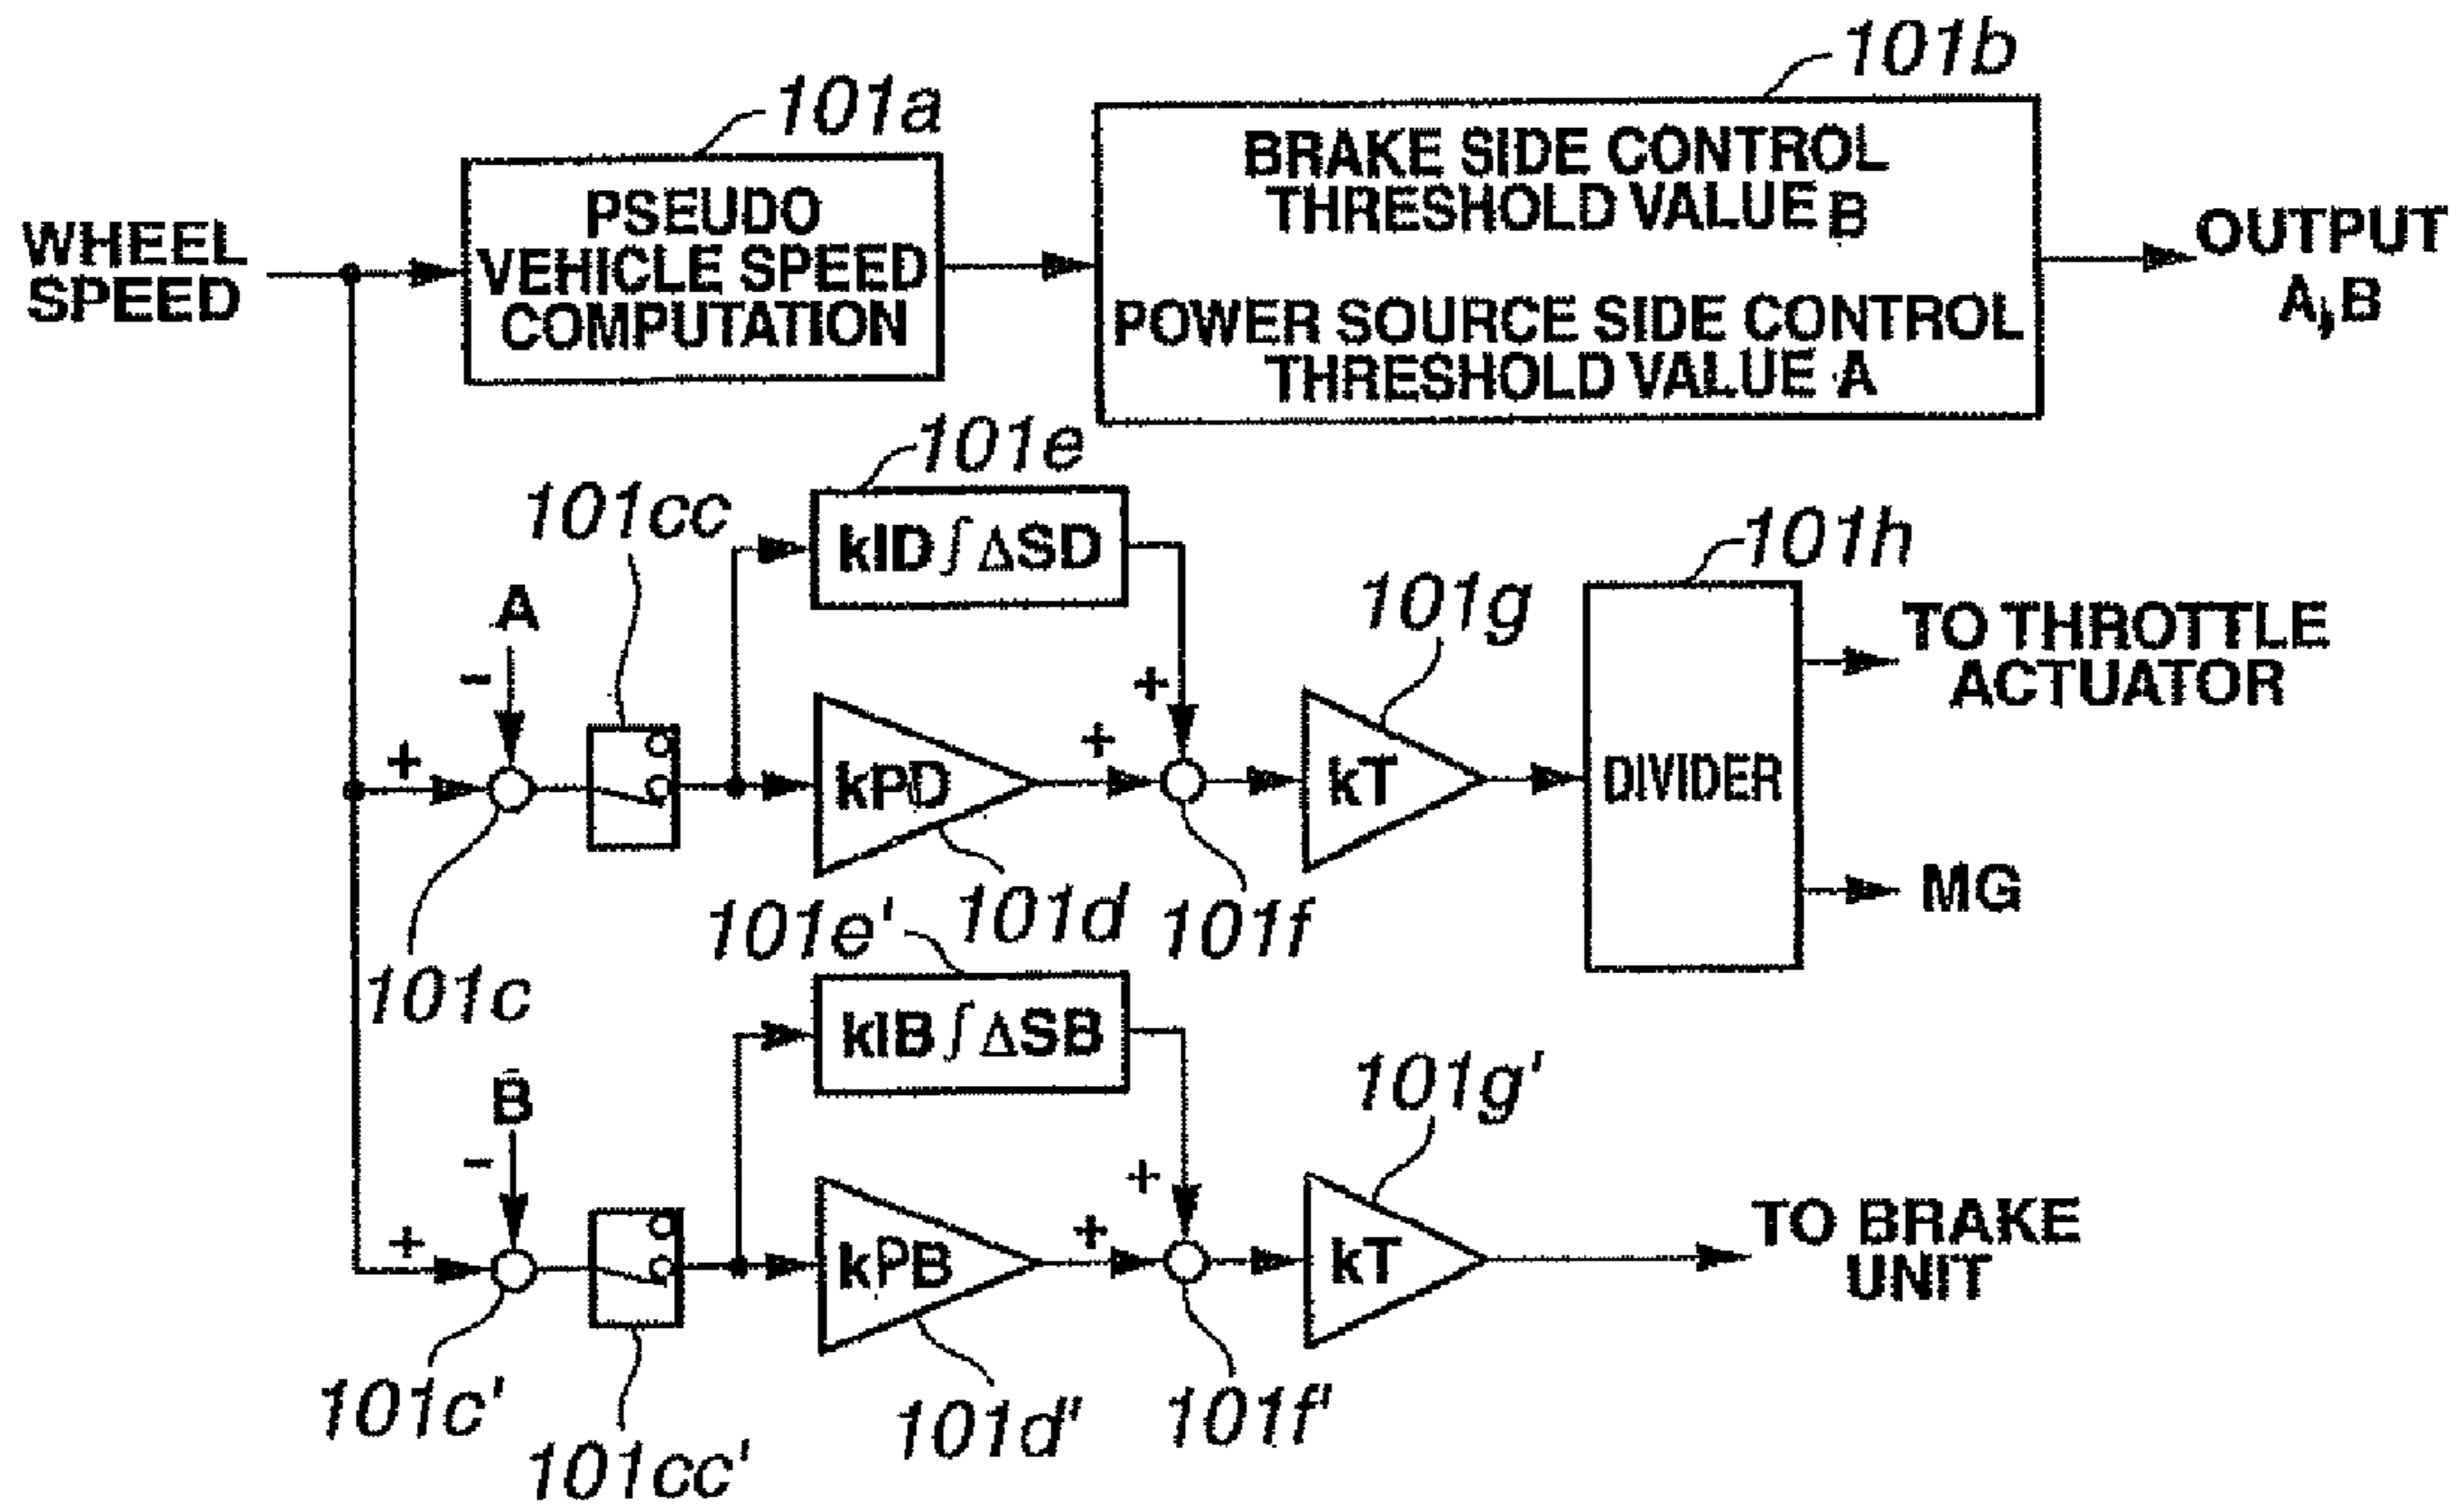 101b
101a
BRAKE SIDE CONTROL
THRESHOLD VALUE B
PSEUDO
VEHICLE SPEED
COMPUTATION
WHEEL
SPEED
OUTPUT
A,B
POWER SOURCE SIDE CONTROL
THRESHOLD VALUE A
101e
101cc
kID∫ΔSD
101h
101g
A
-
+
+
+
kPD
kT
DIVIDER
TO THROTTLE
ACTUATOR
MG
101c
101e'
101d
101f
kIB∫ΔSB
101g'
B
-
+
+
+
kPB
kT
TO BRAKE
UNIT
101c'
101cc'
101d'
101f'